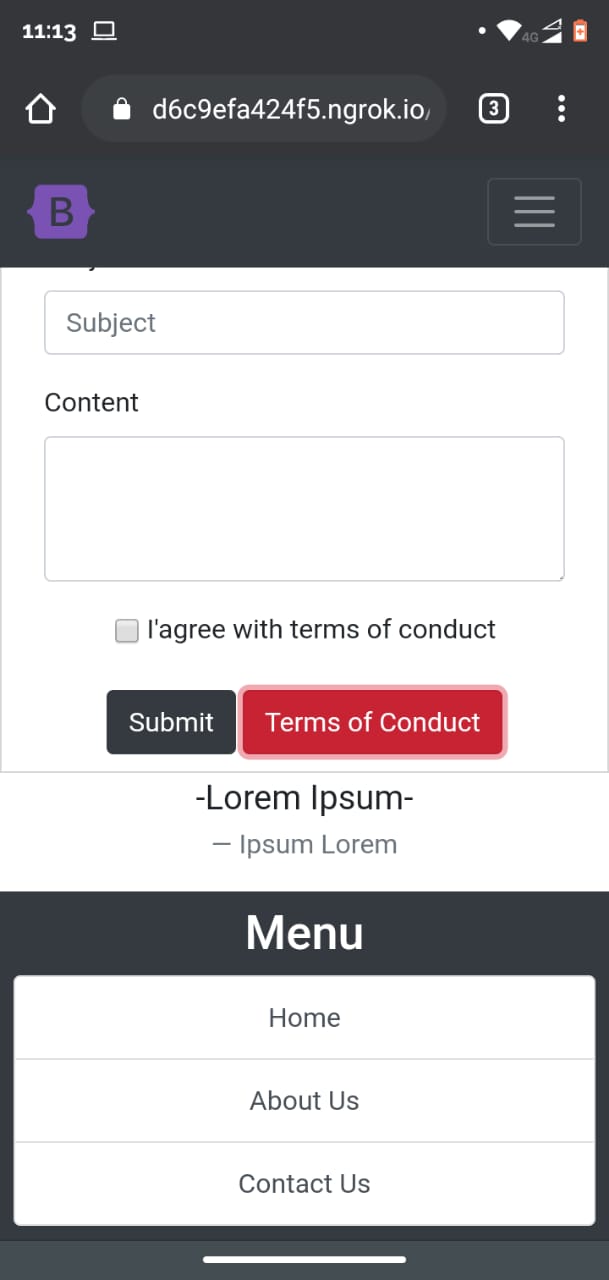 11:13
4G
d6c9efa424f5.ngrok.io/
3
B
Subject
Content
I'agree with terms of conduct
Submit Terms of Conduct
-Lorem Ipsum-
— Ipsum Lorem
Menu
Home
About Us
Contact Us